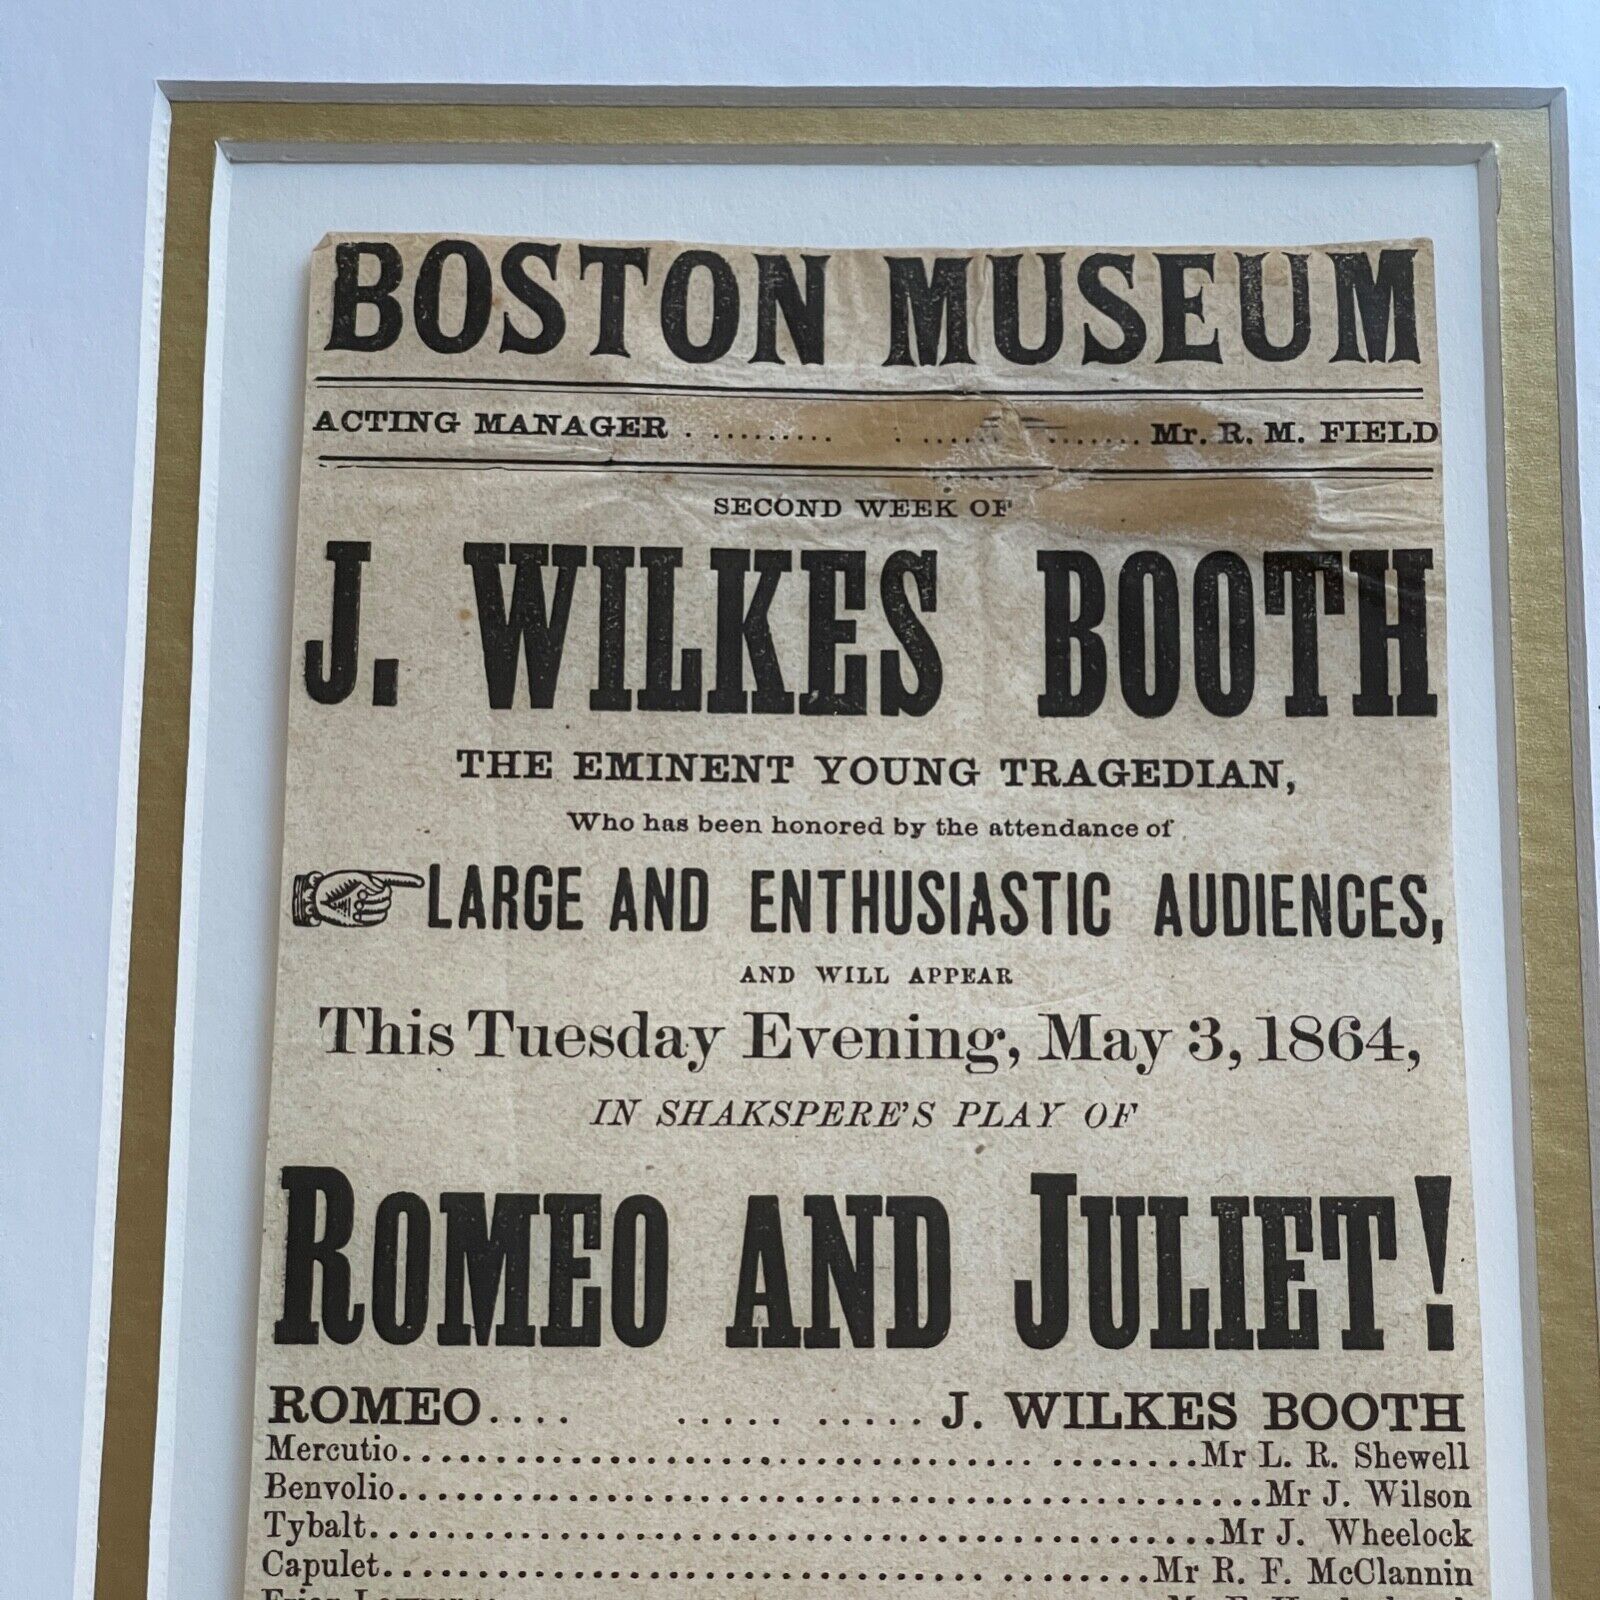 BOSTON MUSEUM
ACTING MANAGER . ......... . ...... ....... Mr. R. M. FIELD
SECOND WEEK OF
J. WILKES BOOTH
THE EMINENT YOUNG TRAGEDIAN,
Who has been honored by the attendance of
LARGE AND ENTHUSIASTIC AUDIENCES,
AND WILL APPEAR
This Tuesday Evening, May 3, 1864,
IN SHAKSPERE'S PLAY OF
ROMEO AND JULIET!
ROMEO.... ..... .....J. WILKES BOOTH
Mercutio........................................Mr L. R. Shewell
Benvolio........................................Mr J. Wilson
Tybalt........................................Mr J. Wheelock
Capulet........................................Mr R. F. McClannin